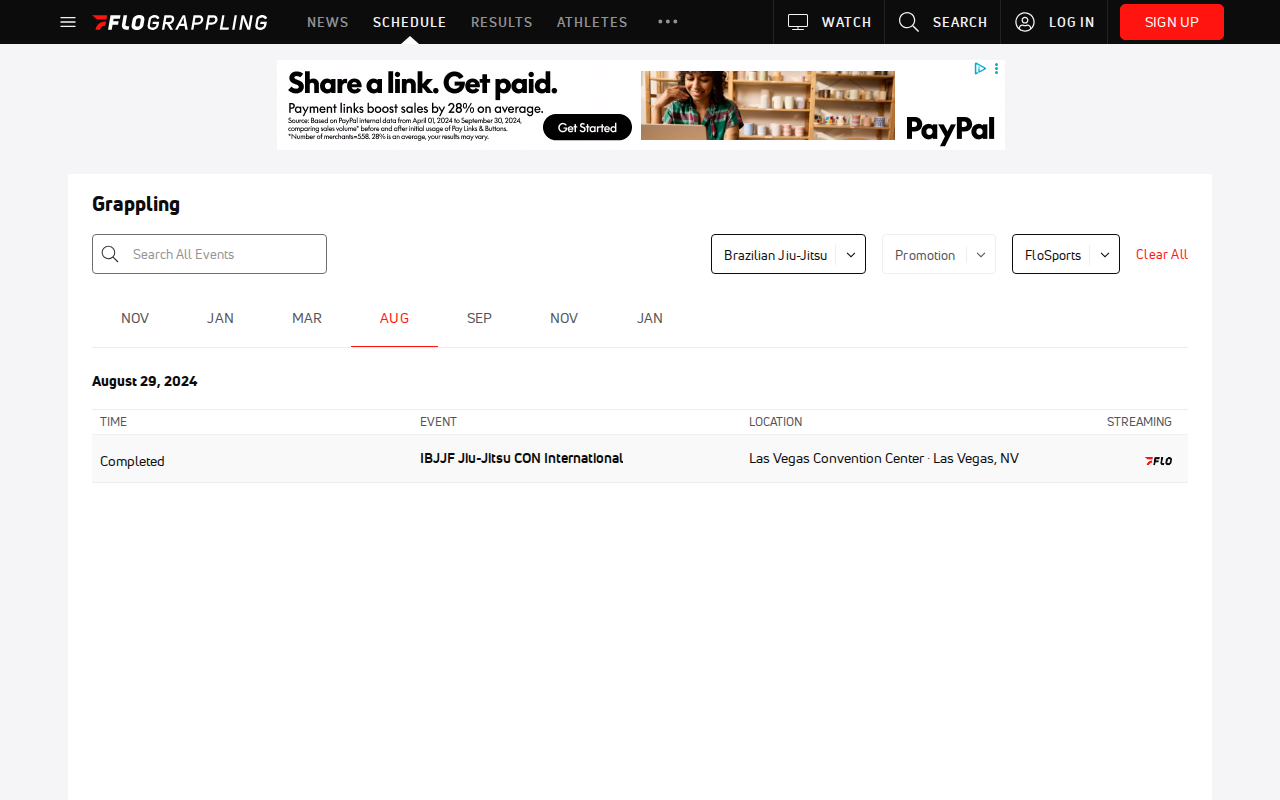 FLOGRAPPLING
NEWS
SCHEDULE
RESULTS
ATHLETES
WATCH
SEARCH
LOG IN
SIGN UP
Share a link. Get paid.
Payment links boost sales by 28% on average.
Source: Based on PayPal internal data from April 01, 2024 to September 30, 2024,
comparing sales volume* before and after initial usage of Pay Links & Buttons.
*Number of merchants=558. 28% is an average, your results may vary.
Get Started
PayPal
Grappling
Search All Events
Brazilian Jiu-Jitsu
Promotion
FloSports
Clear All
NOV
JAN
MAR
AUG
SEP
NOV
JAN
August 29, 2024
TIME
EVENT
LOCATION
STREAMING
Completed
IBJJF Jiu-Jitsu CON International
Las Vegas Convention Center · Las Vegas, NV
FLO